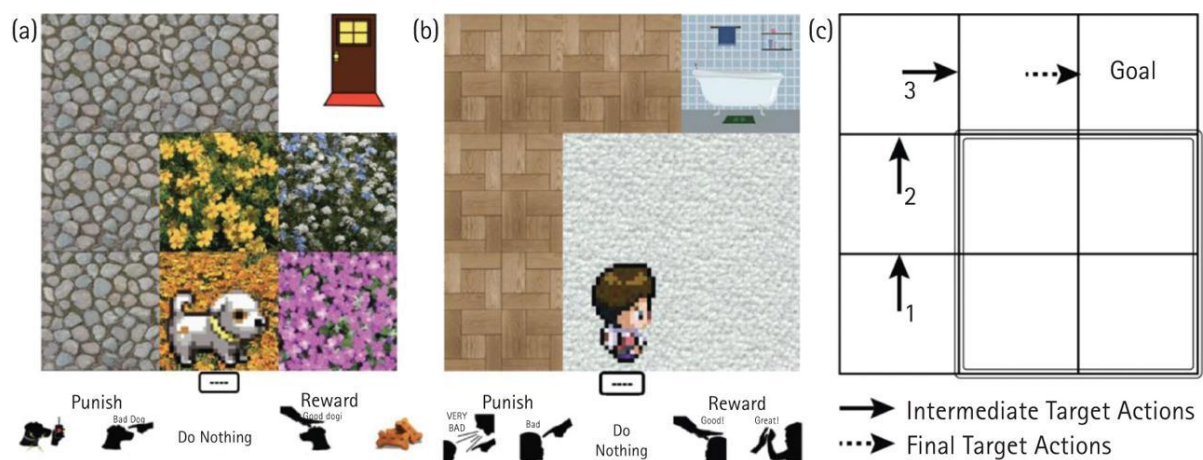 (a)
(b)
(c)
3
Goal
2
1
----
----
Punish
Reward
Bad Dog
Good dog!
Do Nothing
Punish
Reward
VERY
BAD
Bad
Good!
Great!
Do
Nothing
Intermediate Target Actions
Final Target Actions